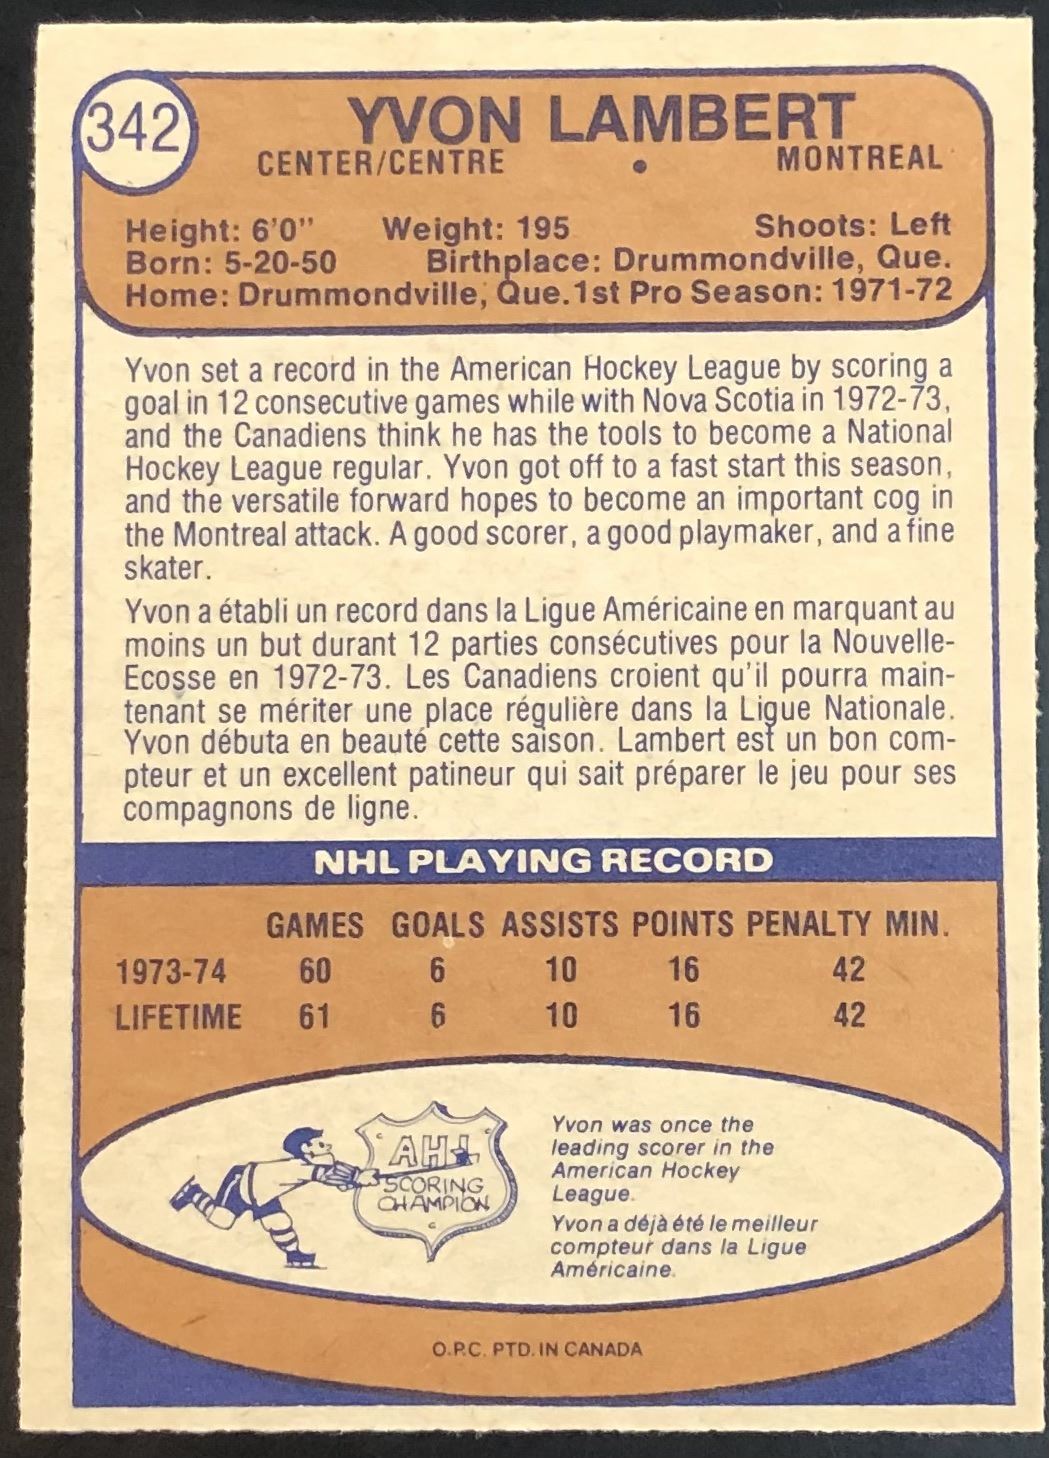 342
YVON LAMBERT
CENTER/CENTRE • MONTREAL
Height: 6'0" Weight: 195 Shoots: Left
Born: 5-20-50 Birthplace: Drummondville, Que.
Home: Drummondville, Que. 1st Pro Season: 1971-72
Yvon set a record in the American Hockey League by scoring a
goal in 12 consecutive games while with Nova Scotia in 1972-73,
and the Canadiens think he has the tools to become a National
Hockey League regular. Yvon got off to a fast start this season,
and the versatile forward hopes to become an important cog in
the Montreal attack. A good scorer, a good playmaker, and a fine
skater.
Yvon a établi un record dans la Ligue Américaine en marquant au
moins un but durant 12 parties consécutives pour la Nouvelle-
Ecosse en 1972-73. Les Canadiens croient qu'il pourra main-
tenant se mériter une place régulière dans la Ligue Nationale.
Yvon débuta en beauté cette saison. Lambert est un bon com-
pteur et un excellent patineur qui sait préparer le jeu pour ses
compagnons de ligne.
NHL PLAYING RECORD
GAMES GOALS ASSISTS POINTS PENALTY MIN.
1973-74 60 6 10 16 42
LIFETIME 61 6 10 16 42
AHL
SCORING
CHAMPION
Yvon was once the
leading scorer in the
American Hockey
League.
Yvon a déjà été le meilleur
compteur dans la Ligue
Américaine.
O.P.C. PTD. IN CANADA